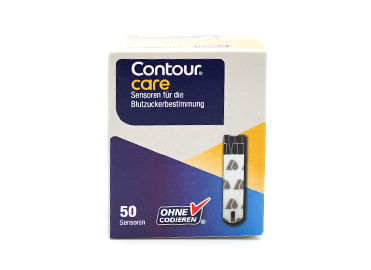 Contour®
care
Sensoren für die
Blutzuckerbestimmung
50
Sensoren
OHNE
CODIEREN®